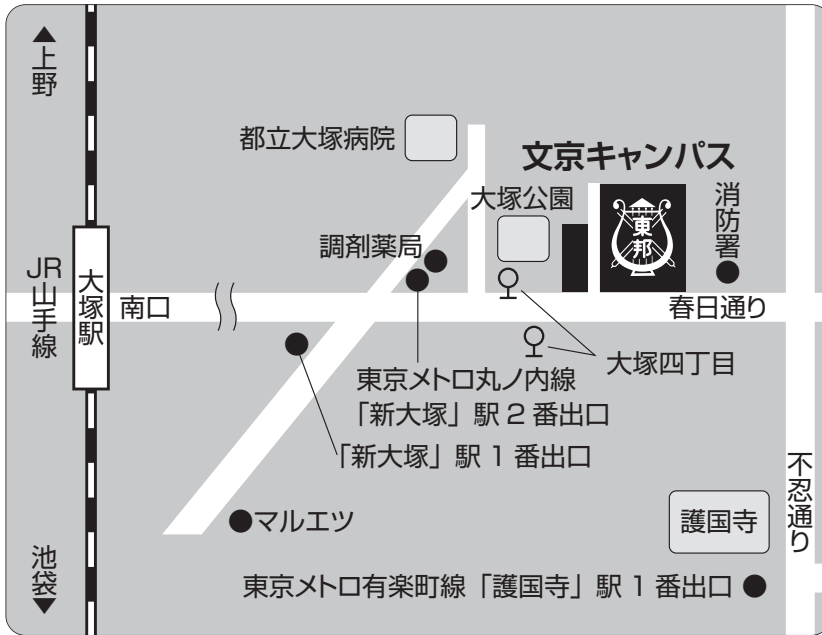 ▲上野
都立大塚病院
文京キャンパス
大塚公園
消防署
東邦
調剤薬局
JR山手線
大塚駅
南口
春日通り
大塚四丁目
東京メトロ丸ノ内線
「新大塚」駅2番出口
「新大塚」駅1番出口
不忍通り
マルエツ
護国寺
池袋▼
東京メトロ有楽町線「護国寺」駅1番出口